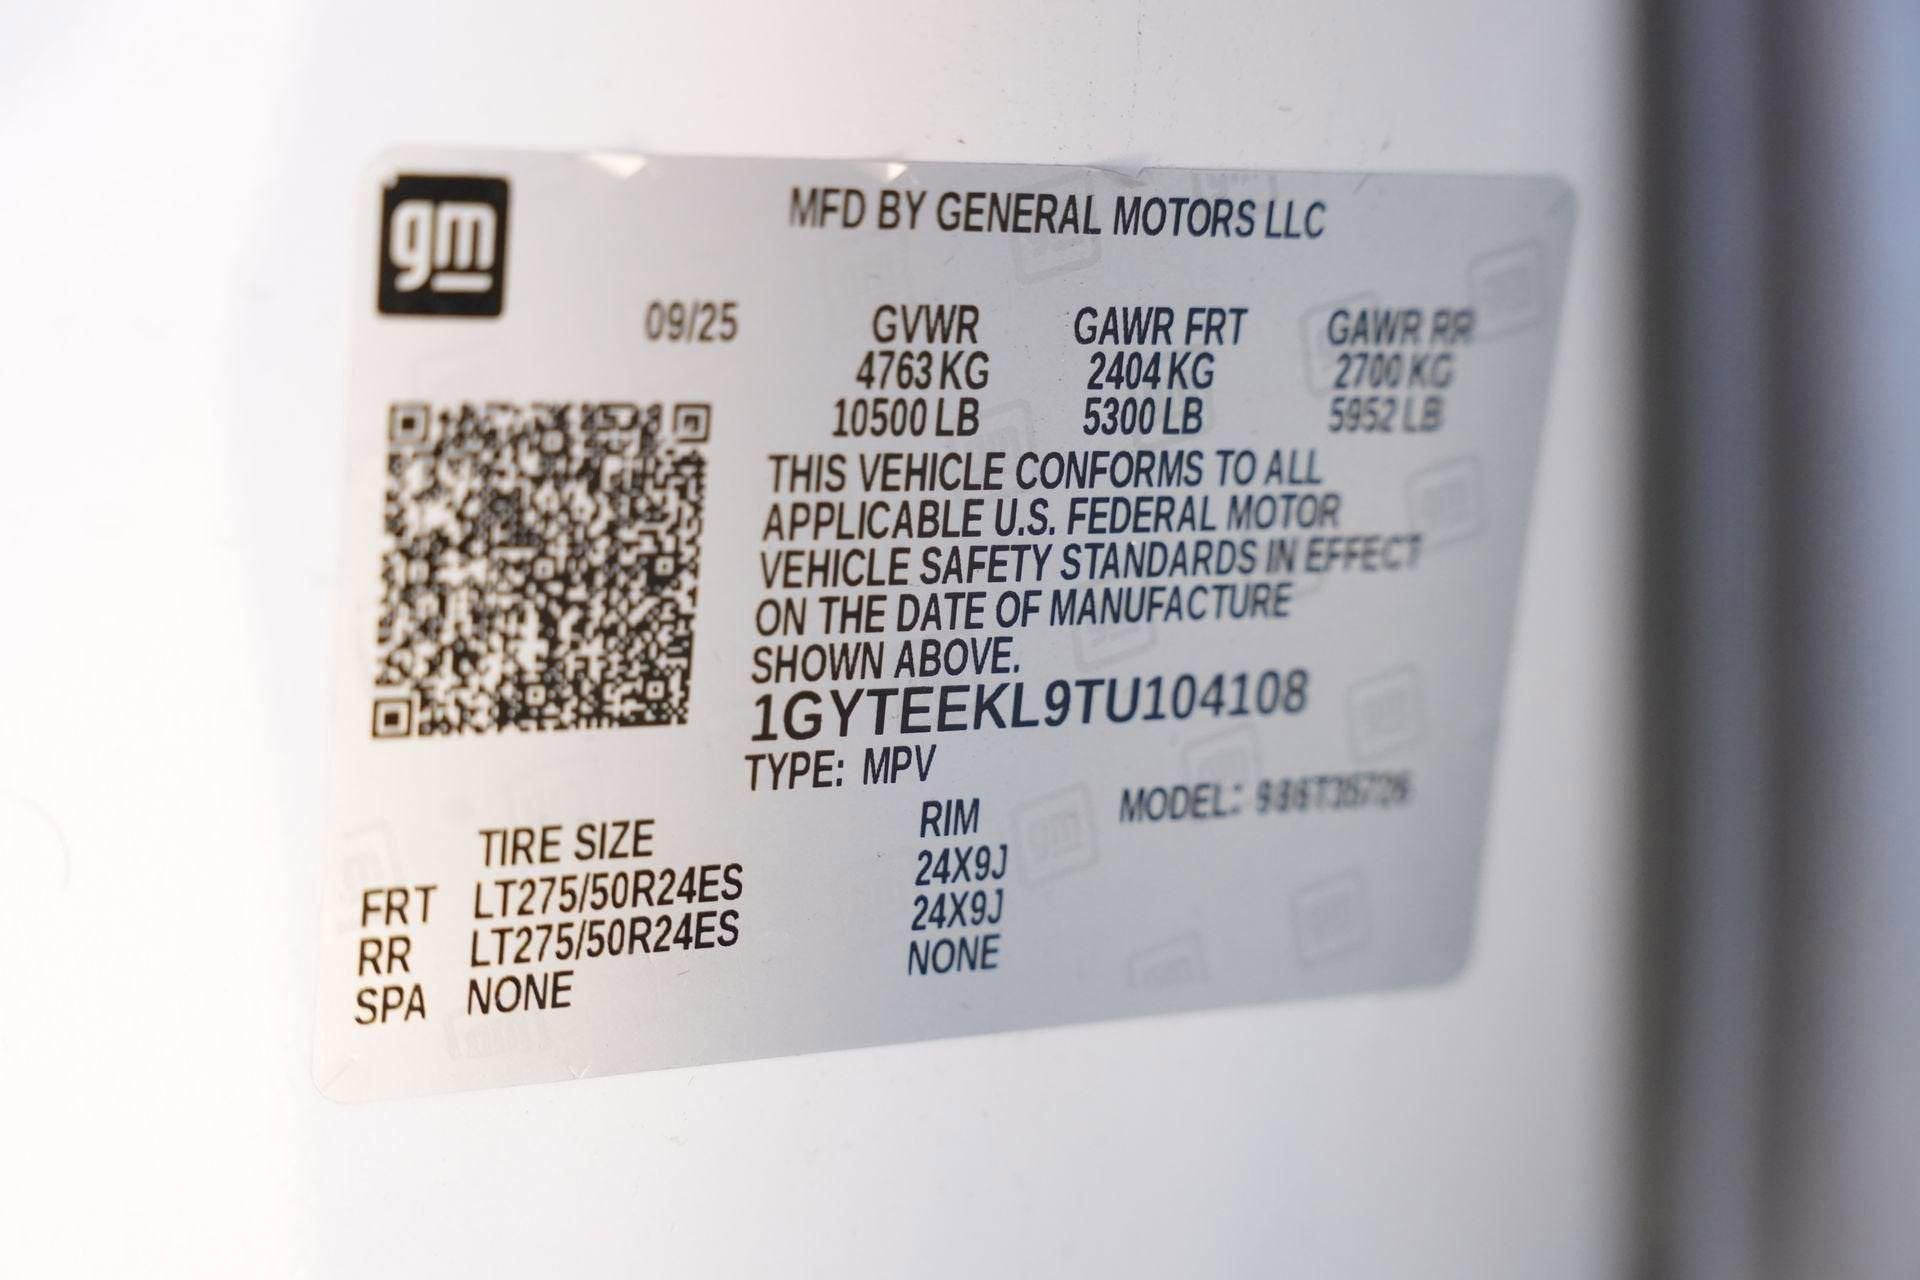 gm
MFD BY GENERAL MOTORS LLC
09/25 GVWR GAWR FRT GAWR RR
4763 KG 2404 KG 2700 KG
10500 LB 5300 LB 5952 LB
THIS VEHICLE CONFORMS TO ALL
APPLICABLE U.S. FEDERAL MOTOR
VEHICLE SAFETY STANDARDS IN EFFECT
ON THE DATE OF MANUFACTURE
SHOWN ABOVE.
1GYTEEKL9TU104108
TYPE: MPV
MODEL:
TIRE SIZE RIM
FRT LT275/50R24ES 24X9J
RR LT275/50R24ES 24X9J
SPA NONE NONE